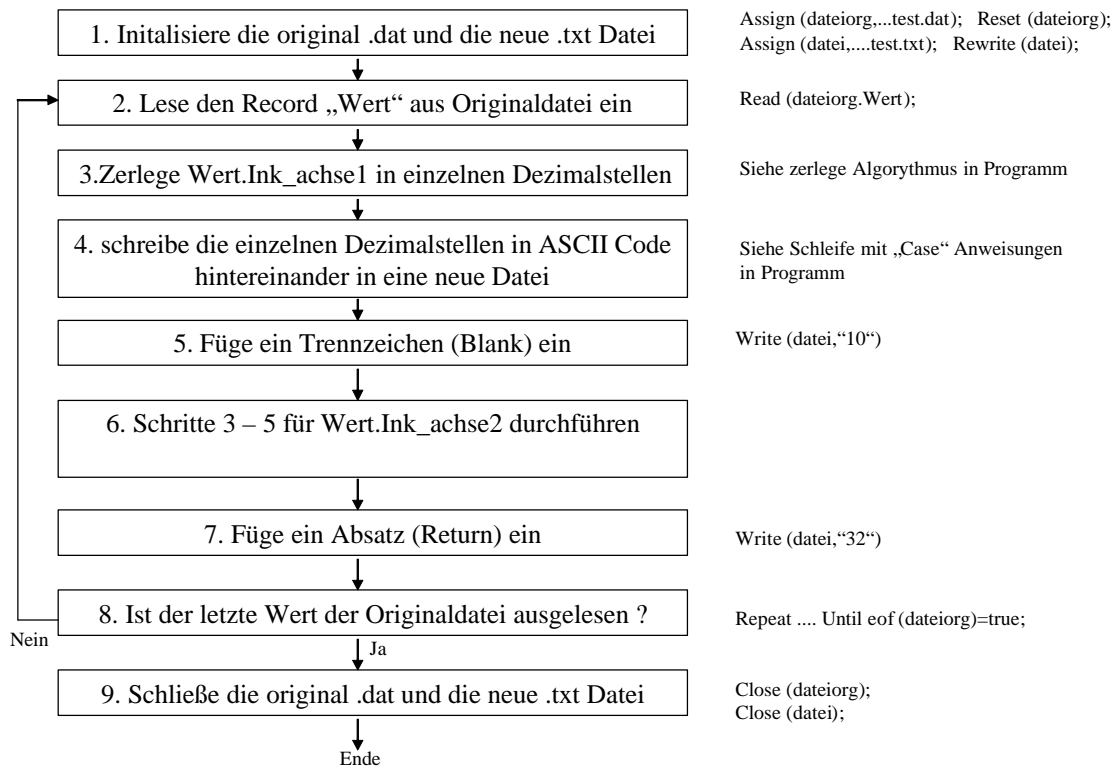 1. Initalisiere die original .dat und die neue .txt Datei
Assign (dateiorg,...test.dat); Reset (dateiorg);
Assign (datei,....test.txt); Rewrite (datei);
2. Lese den Record „Wert“ aus Originaldatei ein
Read (dateiorg.Wert);
3.Zerlege Wert.Ink_achse1 in einzelnen Dezimalstellen
Siehe zerlege Algorythmus in Programm
4. schreibe die einzelnen Dezimalstellen in ASCII Code
hintereinander in eine neue Datei
Siehe Schleife mit „Case“ Anweisungen
in Programm
5. Füge ein Trennzeichen (Blank) ein
Write (datei,“10“)
6. Schritte 3 – 5 für Wert.Ink_achse2 durchführen
7. Füge ein Absatz (Return) ein
Write (datei,“32“)
8. Ist der letzte Wert der Originaldatei ausgelesen ?
Repeat .... Until eof (dateiorg)=true;
Nein
Ja
9. Schließe die original .dat und die neue .txt Datei
Close (dateiorg);
Close (datei);
Ende